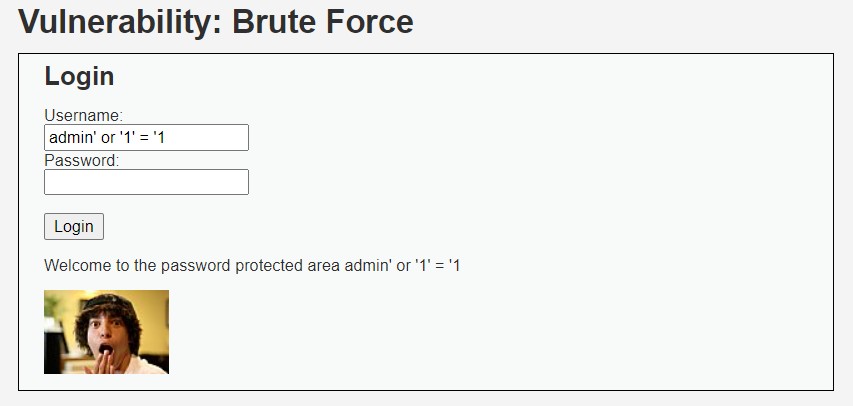 Vulnerability: Brute Force
Login
Username:
admin' or '1' = '1
Password:
Login
Welcome to the password protected area admin' or '1' = '1